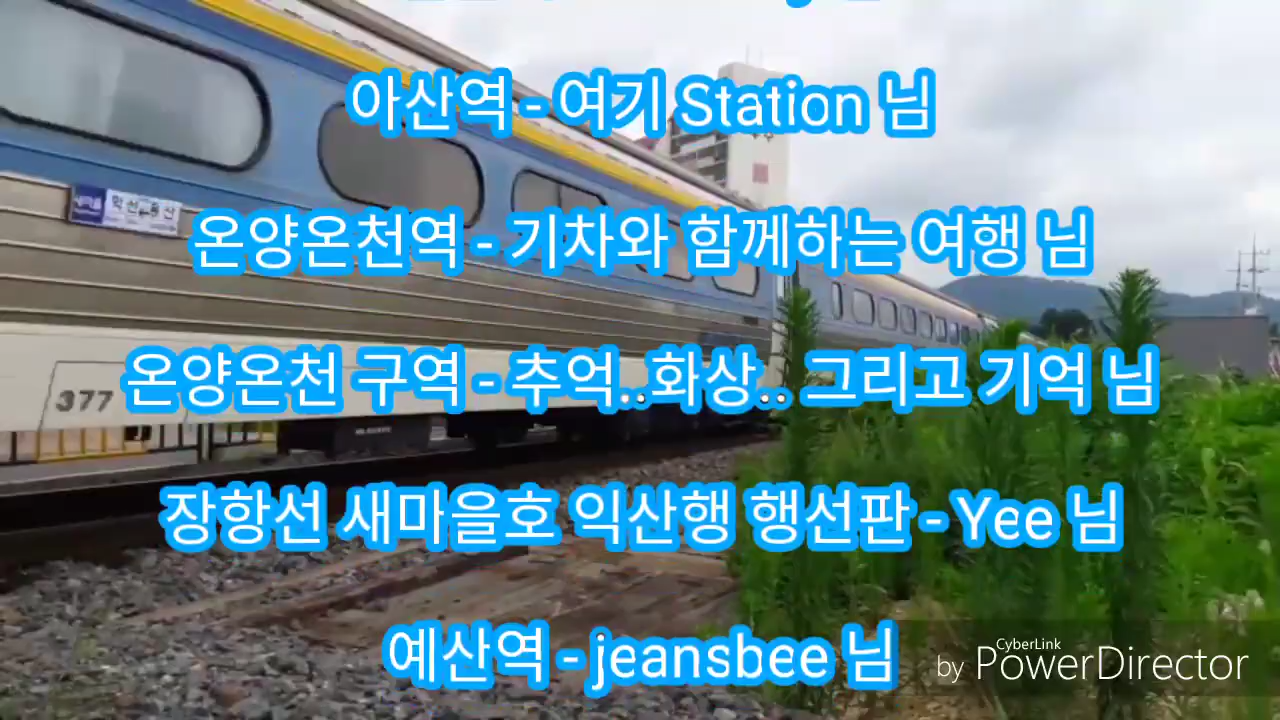 아산역 - 여기 Station 님
온양온천역 - 기차와 함께하는 여행 님
온양온천 구역 - 추억..화상.. 그리고 기억 님
377
장항선 새마을호 익산행 행선판 - Yee 님
예산역 - jeansbee 님
CyberLink
by PowerDirector